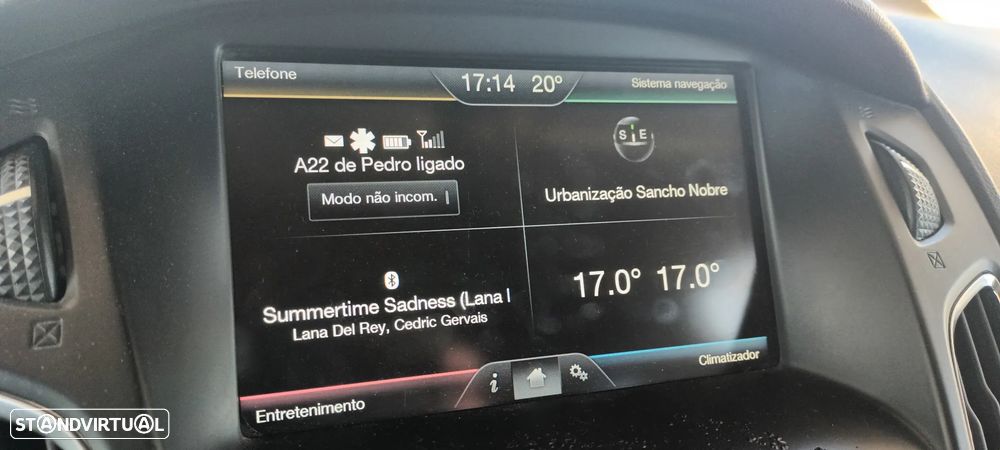 Telefone
17:14 20°
Sistema navegação
A22 de Pedro ligado
Modo não incom.
S E
Urbanização Sancho Nobre
Summertime Sadness (Lana
Lana Del Rey, Cedric Gervais
17.0° 17.0°
Entretenimento
i
Climatizador
STANDVIRTUAL